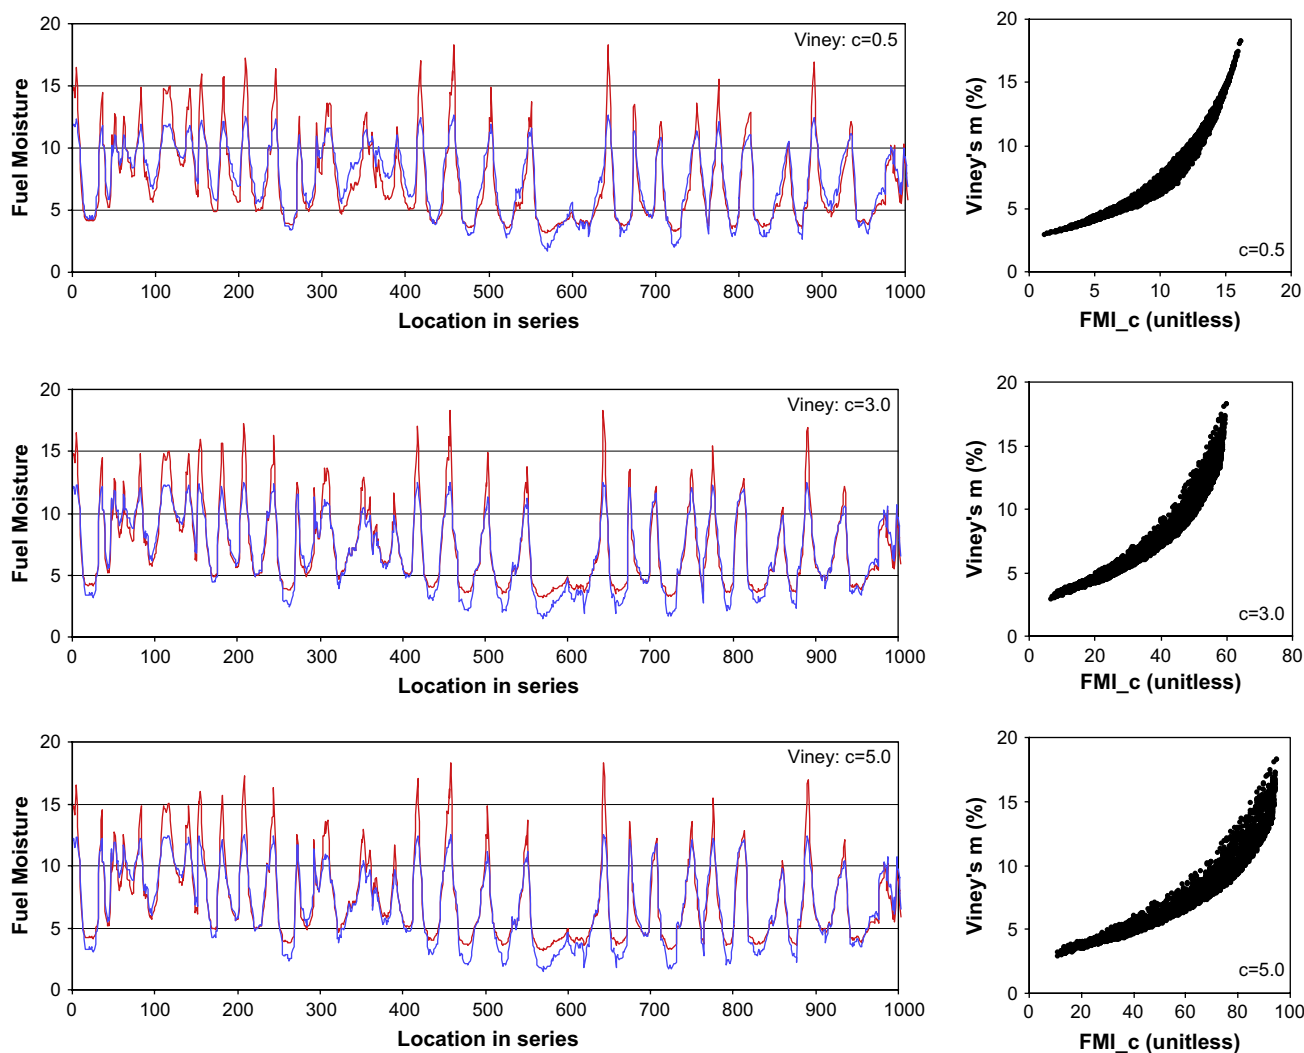 Viney: c=0.5
Fuel Moisture
20
15
10
5
0
0 100 200 300 400 500 600 700 800 900 1000
Location in series
Viney's m (%)
20
15
10
5
0
c=0.5
0 5 10 15 20
FMI_c (unitless)
Viney: c=3.0
Fuel Moisture
20
15
10
5
0
0 100 200 300 400 500 600 700 800 900 1000
Location in series
Viney's m (%)
20
15
10
5
0
c=3.0
0 20 40 60 80
FMI_c (unitless)
Viney: c=5.0
Fuel Moisture
20
15
10
5
0
0 100 200 300 400 500 600 700 800 900 1000
Location in series
Viney's m (%)
20
15
10
5
0
c=5.0
0 20 40 60 80 100
FMI_c (unitless)